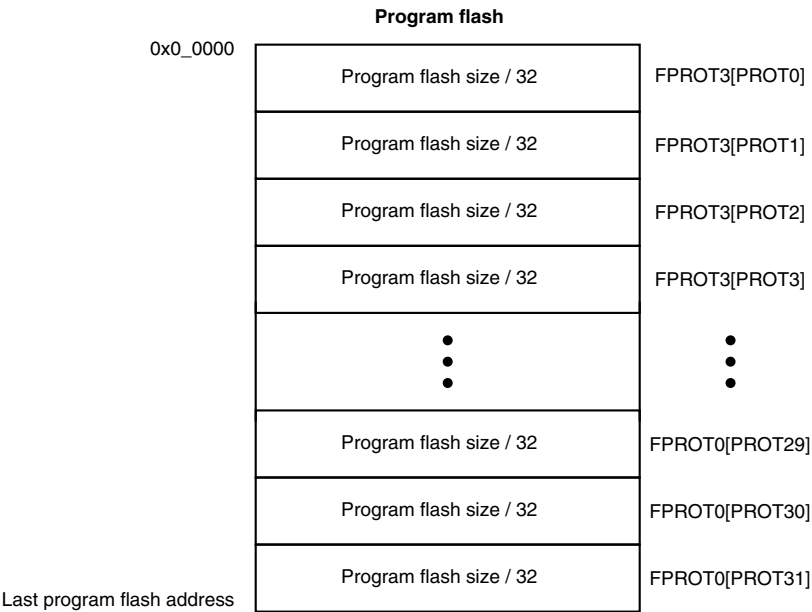 Program flash
0x0_0000
Program flash size / 32 FPROT3[PROT0]
Program flash size / 32 FPROT3[PROT1]
Program flash size / 32 FPROT3[PROT2]
Program flash size / 32 FPROT3[PROT3]
Program flash size / 32 FPROT0[PROT29]
Program flash size / 32 FPROT0[PROT30]
Program flash size / 32 FPROT0[PROT31]
Last program flash address